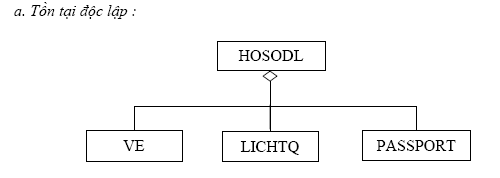 a. Tồn tại độc lập :
HOSODL
VE
LICHTQ
PASSPORT